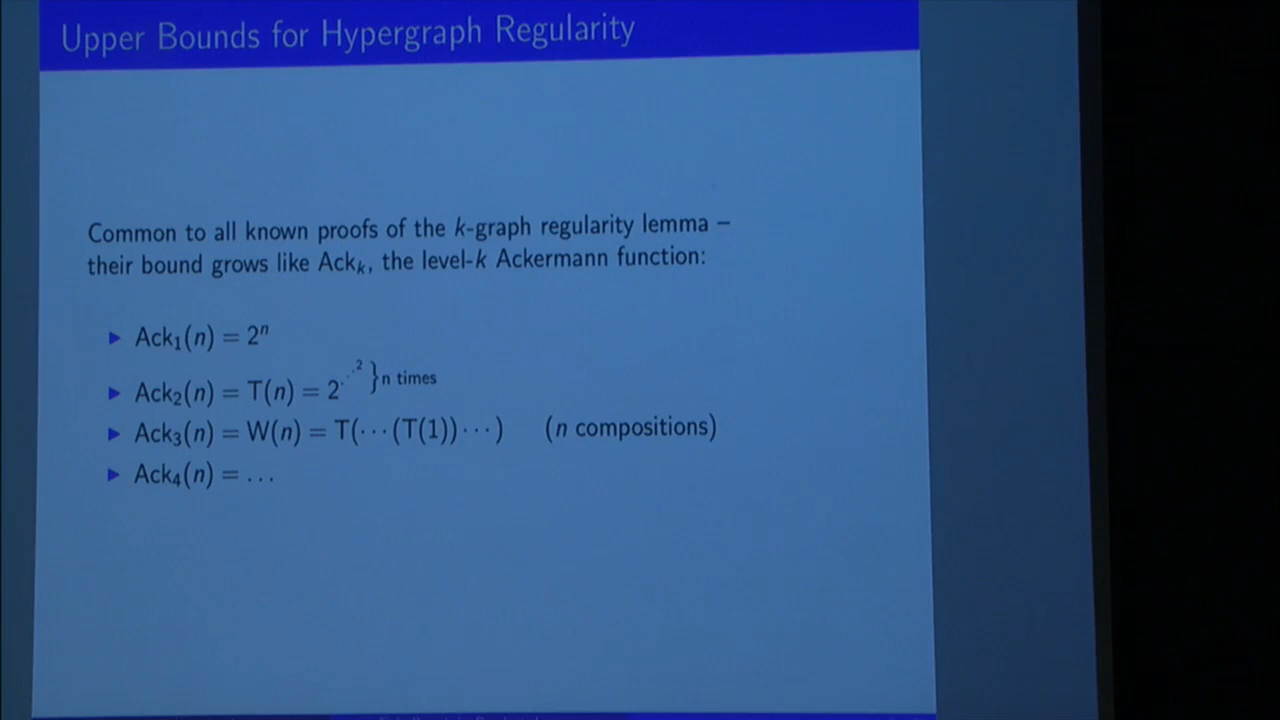 Upper Bounds for Hypergraph Regularity
Common to all known proofs of the k-graph regularity lemma –
their bound grows like Ackₖ, the level-k Ackermann function:
▶ Ack₁(n) = 2ⁿ
▶ Ack₂(n) = T(n) = 2^⋰^2 } n times
▶ Ack₃(n) = W(n) = T(⋯(T(1))⋯) (n compositions)
▶ Ack₄(n) = …